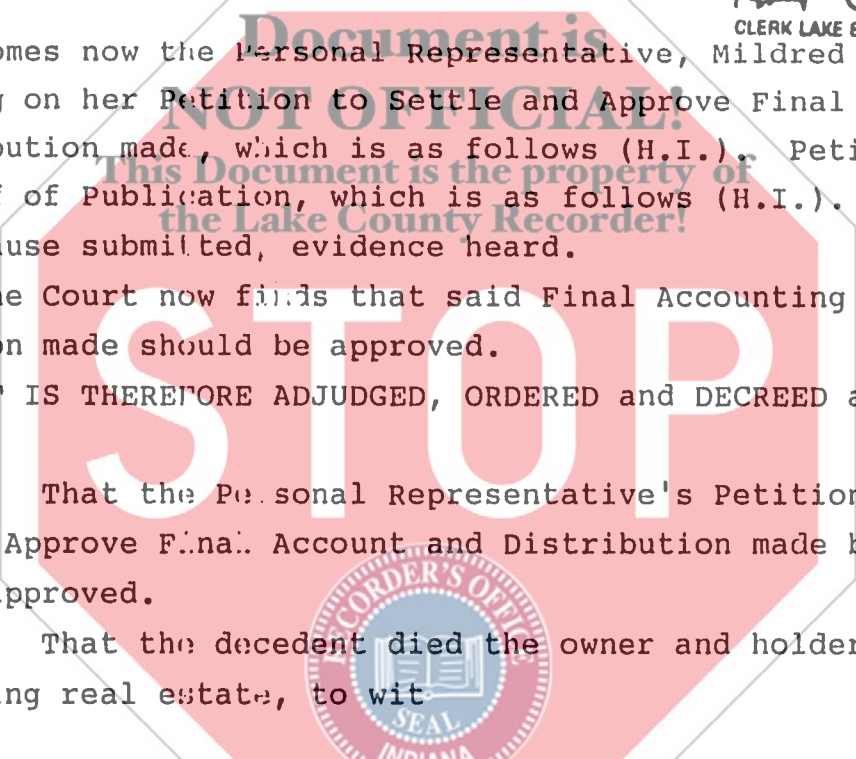 CLERK LAKE
Document is
omes now the Personal Representative, Mildred
on her Petition to Settle and Approve Final
NOT OFFICIAL!
bution made, which is as follows (H.I.). Peti
This Document is the property of
f of Publication, which is as follows (H.I.).
the Lake County Recorder!
use submitted, evidence heard.
e Court now finds that said Final Accounting
on made should be approved.
IS THEREFORE ADJUDGED, ORDERED and DECREED a
STOP
That the Personal Representative's Petition
Approve Final Account and Distribution made b
pproved.
RECORDER'S OFFICE
That the decedent died the owner and holder
ng real estate, to wit
SEAL
INDIANA